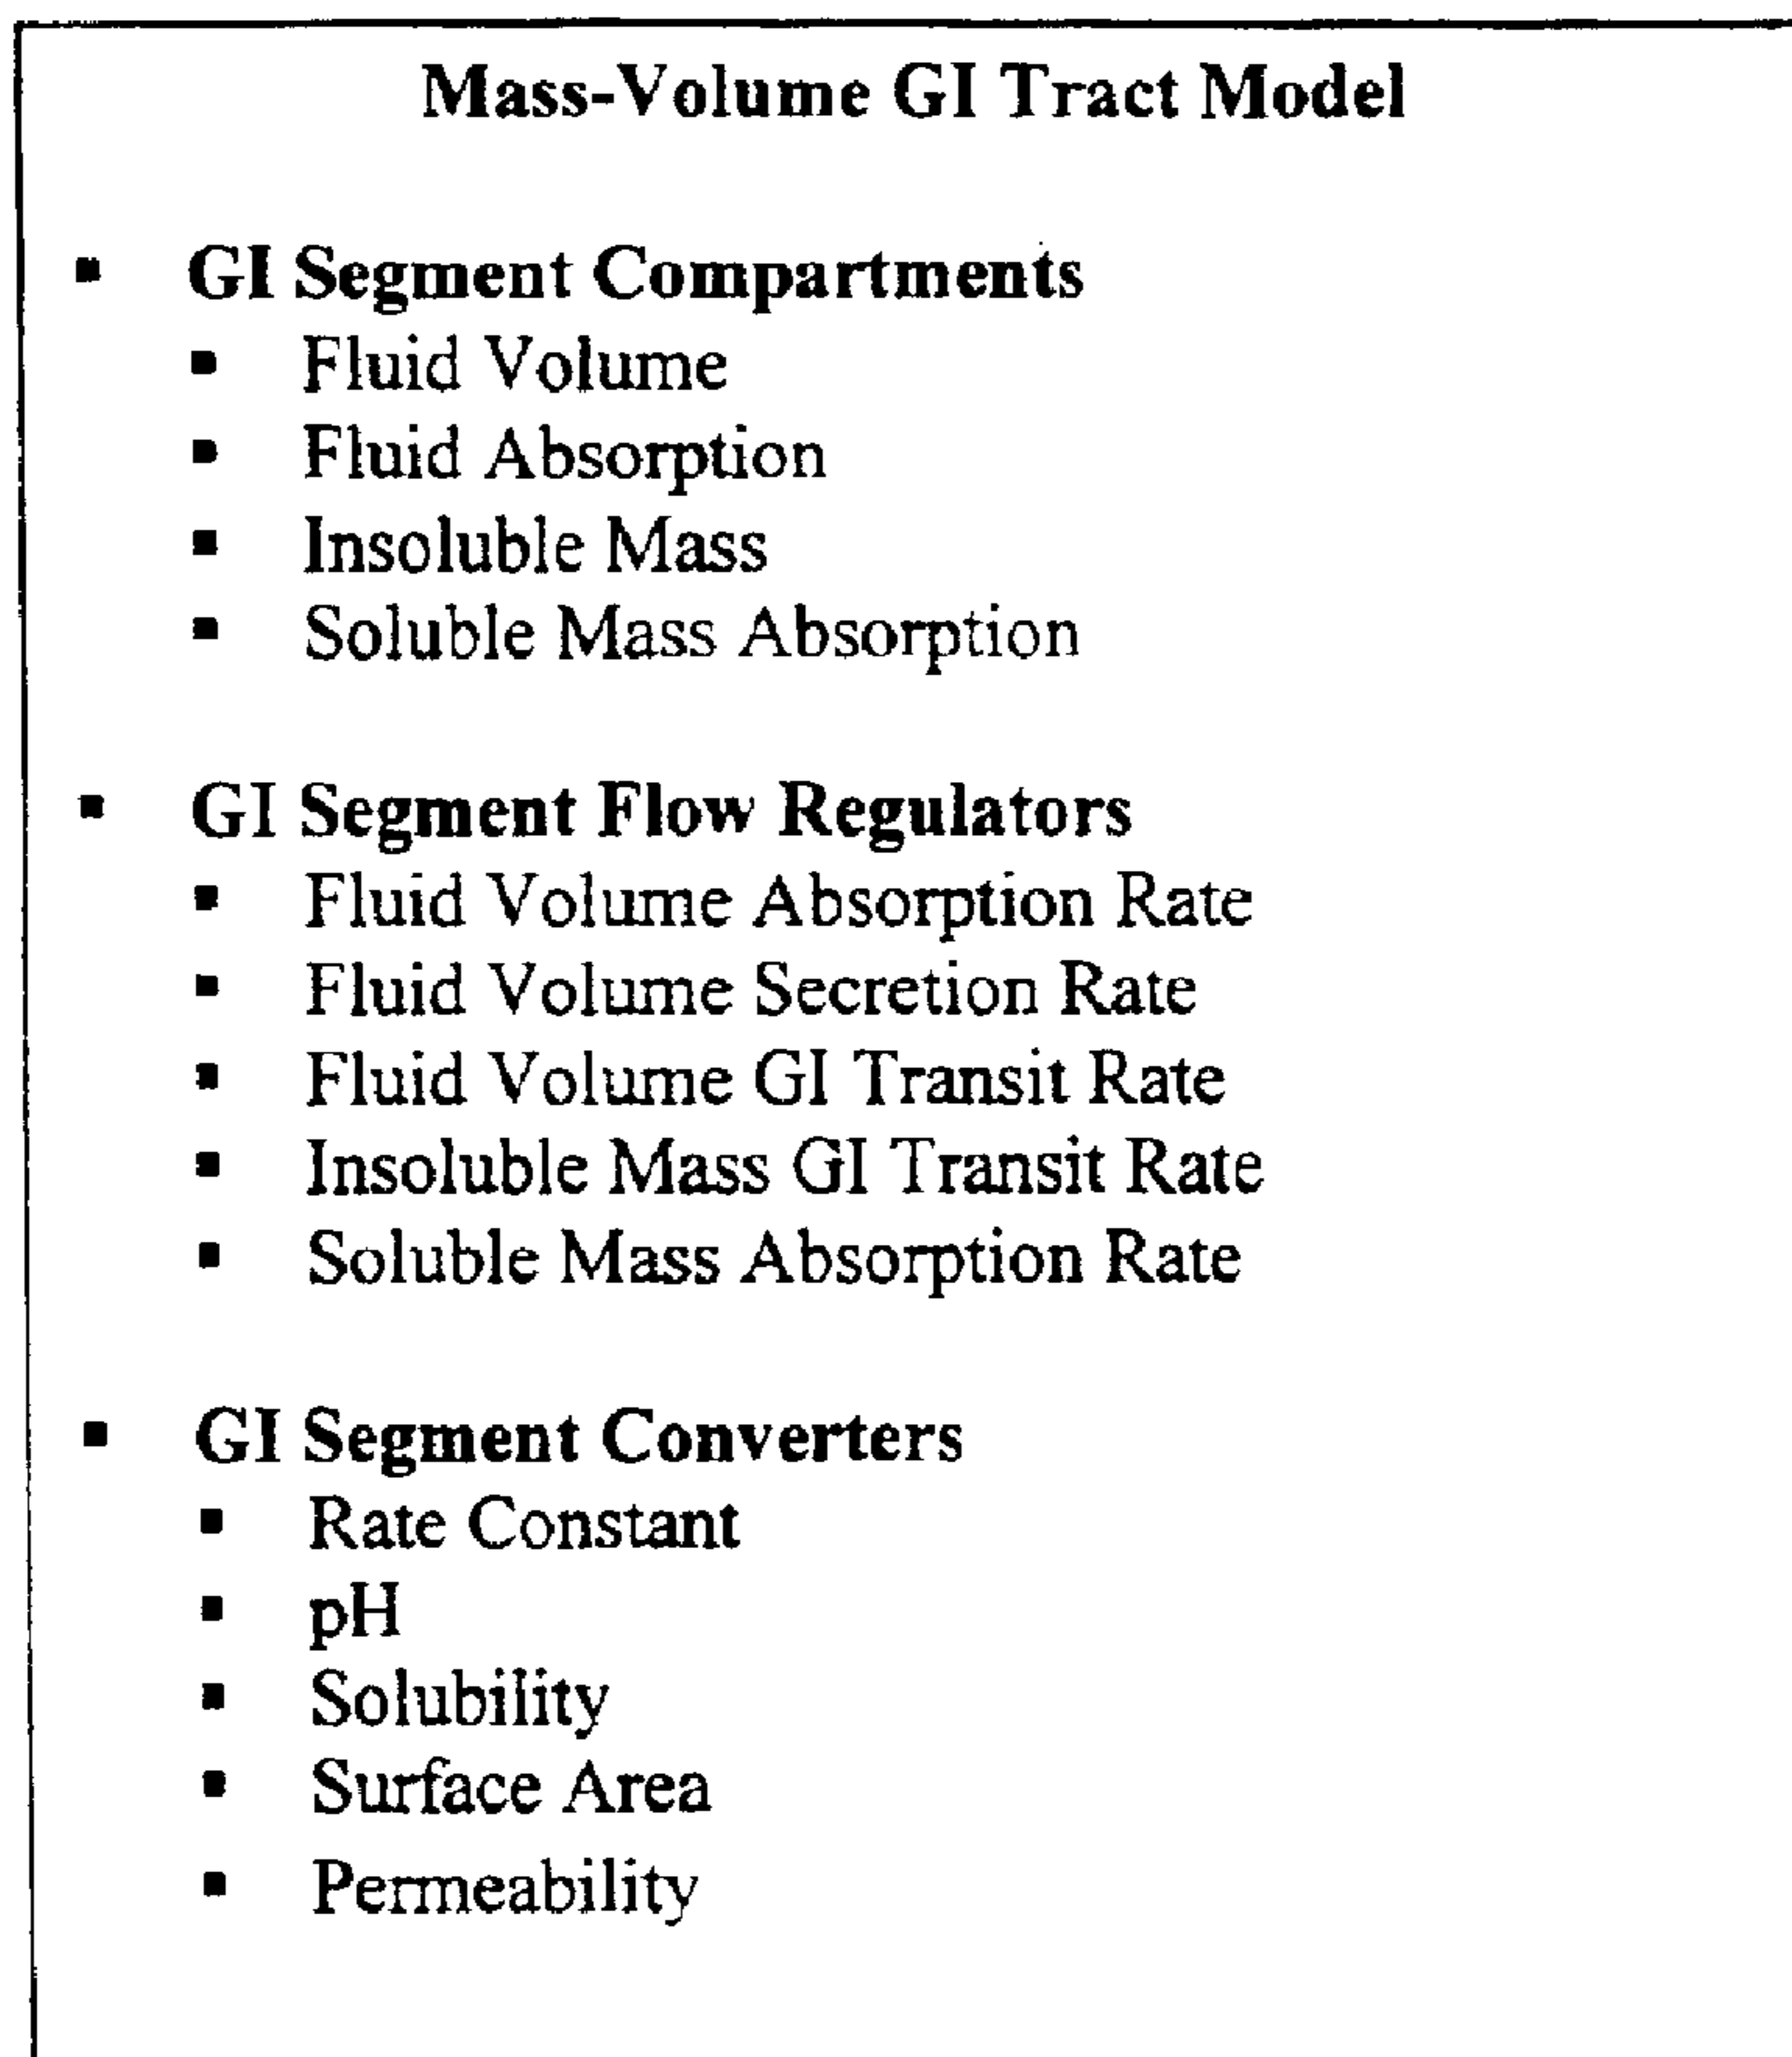 Mass-Volume GI Tract Model
▪ GI Segment Compartments
▪ Fluid Volume
▪ Fluid Absorption
▪ Insoluble Mass
▪ Soluble Mass Absorption
▪ GI Segment Flow Regulators
▪ Fluid Volume Absorption Rate
▪ Fluid Volume Secretion Rate
▪ Fluid Volume GI Transit Rate
▪ Insoluble Mass GI Transit Rate
▪ Soluble Mass Absorption Rate
▪ GI Segment Converters
▪ Rate Constant
▪ pH
▪ Solubility
▪ Surface Area
▪ Permeability